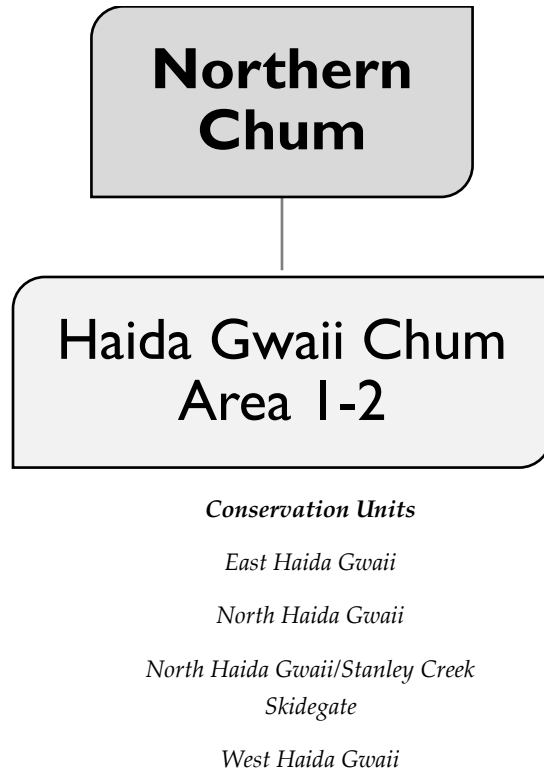 Northern
Chum
Haida Gwaii Chum
Area 1-2
Conservation Units
East Haida Gwaii
North Haida Gwaii
North Haida Gwaii/Stanley Creek
Skidegate
West Haida Gwaii